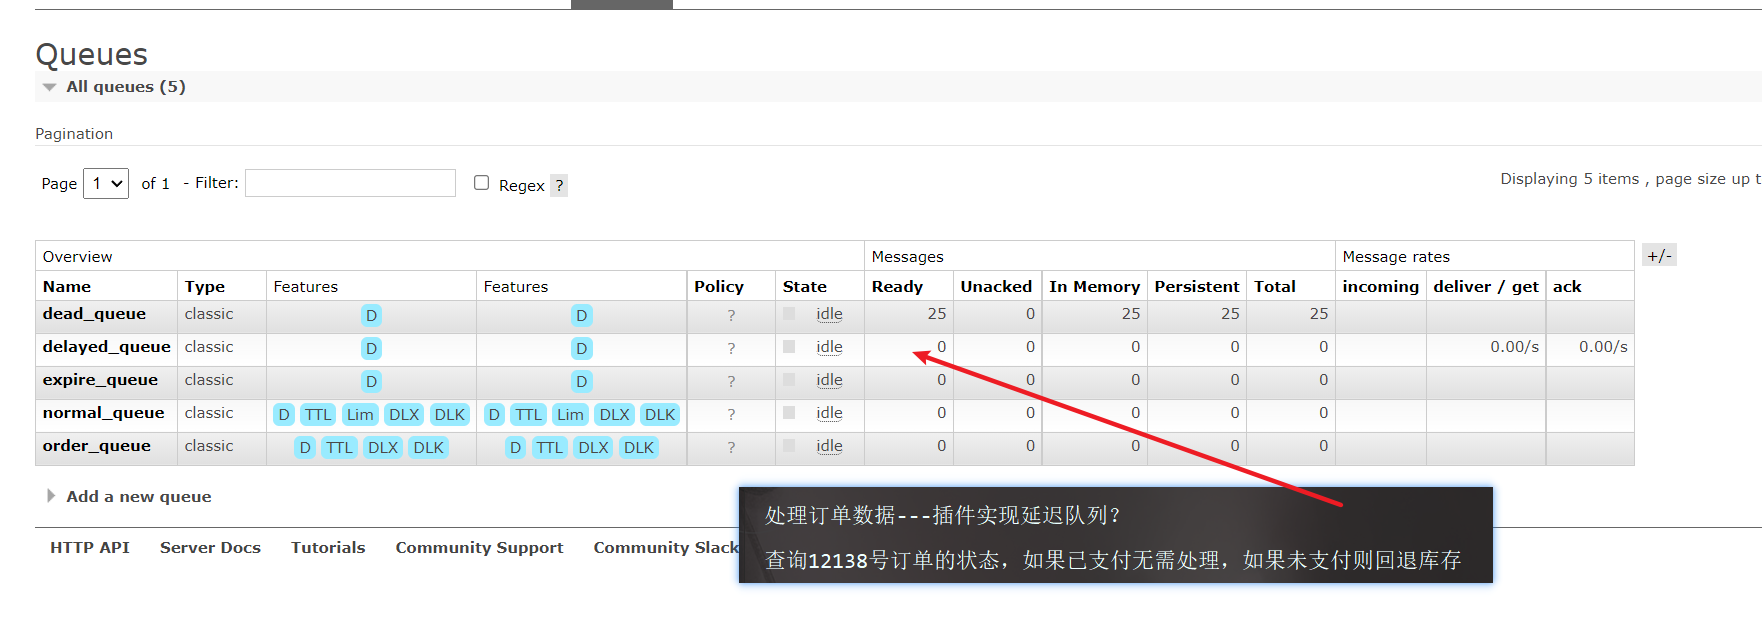 Queues
All queues (5)
Pagination
Page 1 of 1 - Filter: Regex ? Displaying 5 items , page size up t
Overview Messages Message rates +/-
Name Type Features Features Policy State Ready Unacked In Memory Persistent Total incoming deliver / get ack
dead_queue classic D D ? idle 25 0 25 25 25
delayed_queue classic D D ? idle 0 0 0 0 0 0.00/s 0.00/s
expire_queue classic D D ? idle 0 0 0 0 0
normal_queue classic D TTL Lim DLX DLK D TTL Lim DLX DLK ? idle 0 0 0 0 0
order_queue classic D TTL DLX DLK D TTL DLX DLK ? idle 0 0 0 0 0
Add a new queue
处理订单数据---插件实现延迟队列？
HTTP API Server Docs Tutorials Community Support Community Slack
查询12138号订单的状态，如果已支付无需处理，如果未支付则回退库存